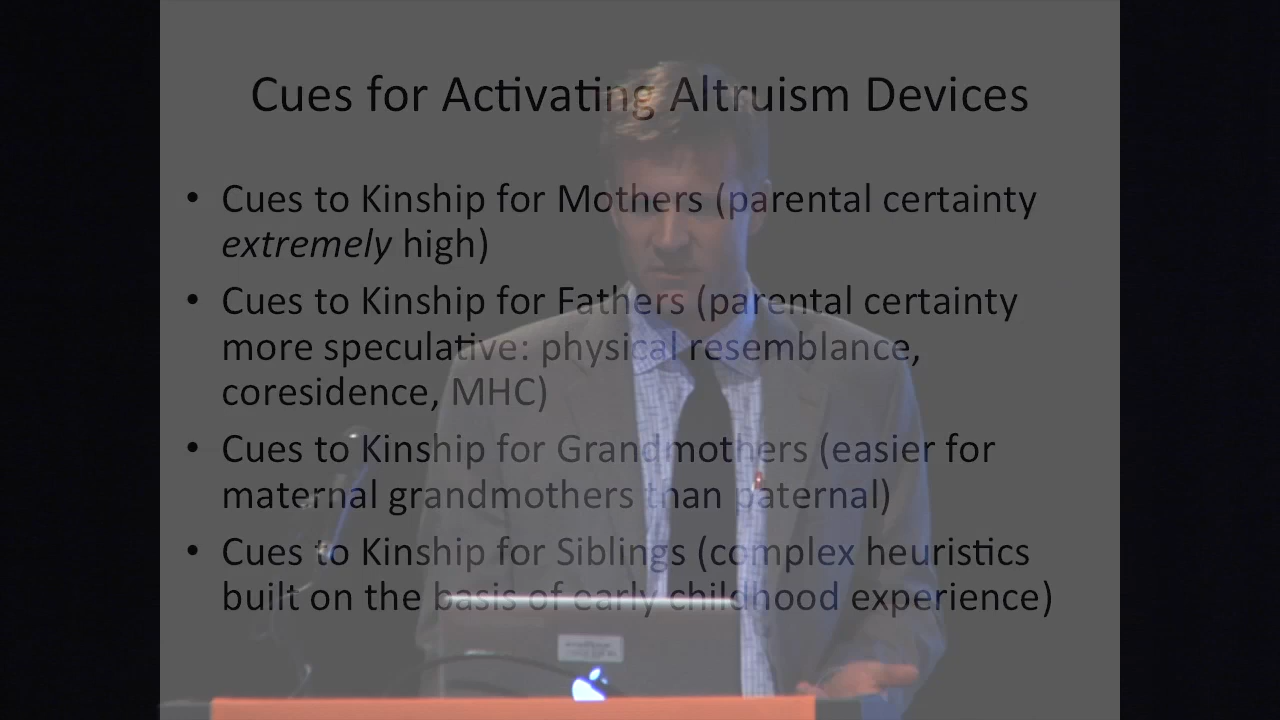 Cues for Activating Altruism Devices
• Cues to Kinship for Mothers (parental certainty
extremely high)
• Cues to Kinship for Fathers (parental certainty
more speculative: physical resemblance,
coresidence, MHC)
• Cues to Kinship for Grandmothers (easier for
maternal grandmothers than paternal)
• Cues to Kinship for Siblings (complex heuristics
built on the basis of early childhood experience)